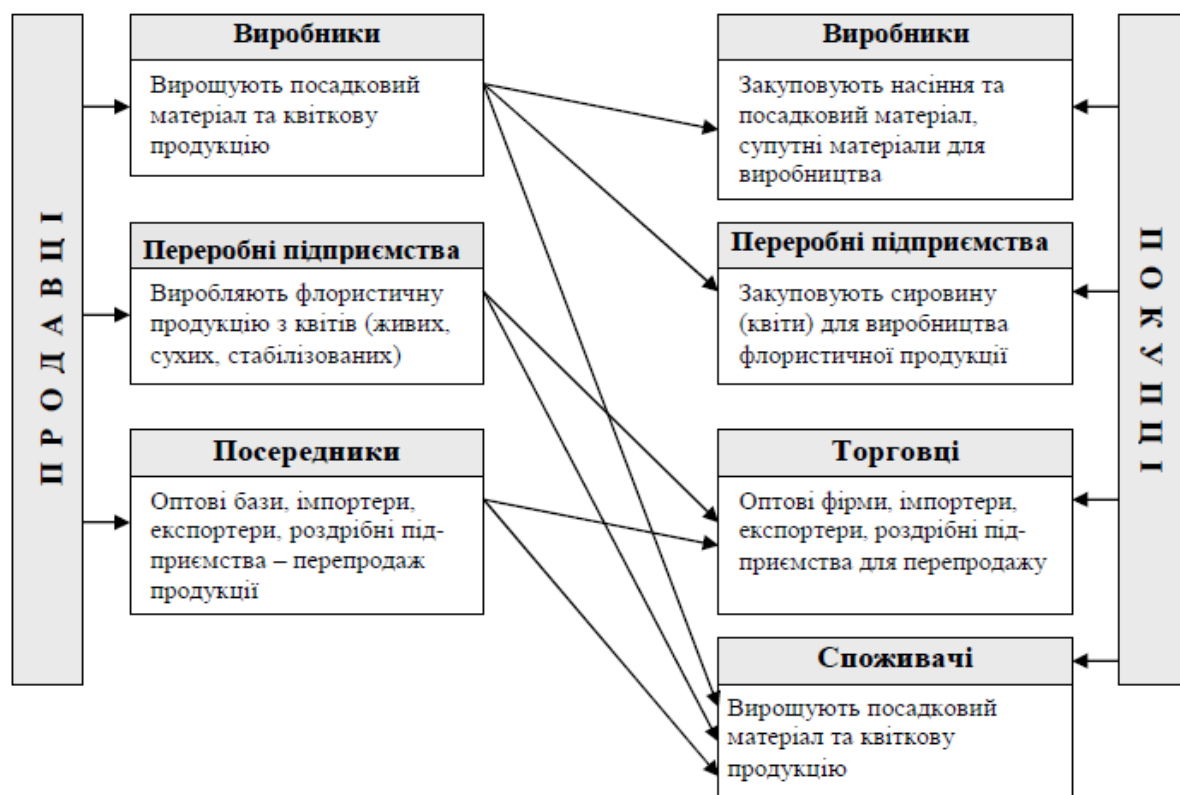 ПРОДАВЦІ
Виробники
Вирощують посадковий
матеріал та квіткову
продукцію
Переробні підприємства
Виробляють флористичну
продукцію з квітів (живих,
сухих, стабілізованих)
Посередники
Оптові бази, імпортери,
експортери, роздрібні під-
приємства – перепродаж
продукції
Виробники
Закуповують насіння та
посадковий матеріал,
супутні матеріали для
виробництва
Переробні підприємства
Закуповують сировину
(квіти) для виробництва
флористичної продукції
Торговці
Оптові фірми, імпортери,
експортери, роздрібні під-
приємства для перепродажу
Споживачі
Вирощують посадковий
матеріал та квіткову
продукцію
ПОКУПЦІ